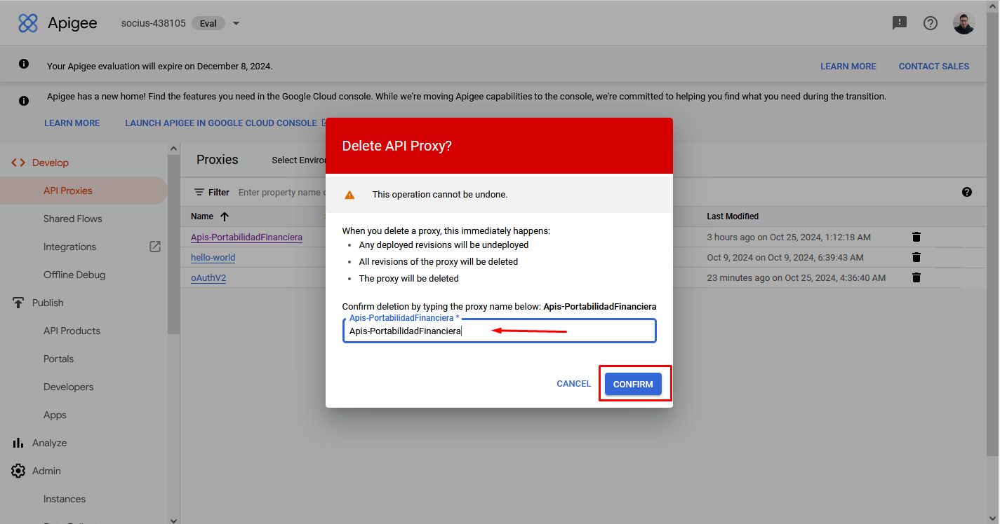 Apigee socius-438105 Eval
Your Apigee evaluation will expire on December 8, 2024. LEARN MORE CONTACT SALES
Apigee has a new home! Find the features you need in the Google Cloud console. While we're moving Apigee capabilities to the console, we're committed to helping you find what you need during the transition.
LEARN MORE LAUNCH APIGEE IN GOOGLE CLOUD CONSOLE
Develop
API Proxies
Shared Flows
Integrations
Offline Debug
Publish
API Products
Portals
Developers
Apps
Analyze
Admin
Instances
Proxies Select
Filter Enter property name
Name Last Modified
Apis-PortabilidadFinanciera 3 hours ago on Oct 25, 2024, 1:12:18 AM
hello-world Oct 9, 2024 on Oct 9, 2024, 6:39:43 AM
oAuthV2 23 minutes ago on Oct 25, 2024, 4:36:40 AM
Delete API Proxy?
This operation cannot be undone.
When you delete a proxy, this immediately happens:
• Any deployed revisions will be undeployed
• All revisions of the proxy will be deleted
• The proxy will be deleted
Confirm deletion by typing the proxy name below: Apis-PortabilidadFinanciera
Apis-PortabilidadFinanciera *
Apis-PortabilidadFinanciera
CANCEL CONFIRM